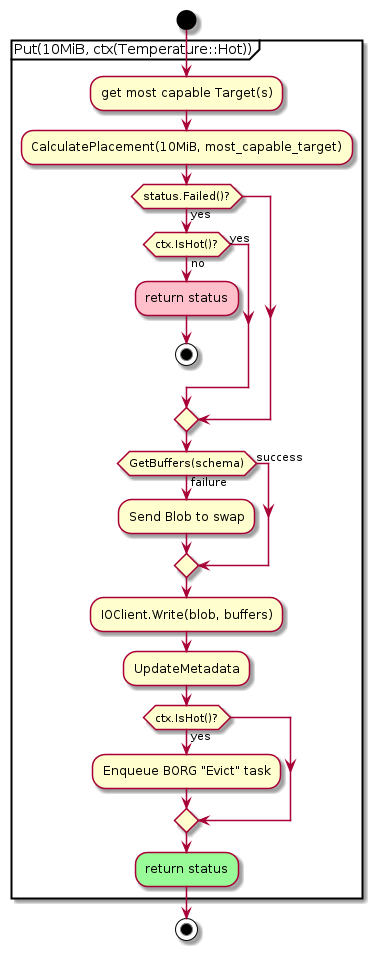 Put(10MiB, ctx(Temperature::Hot))
get most capable Target(s)
CalculatePlacement(10MiB, most_capable_target)
status.Failed()?
yes
ctx.IsHot()?
yes
no
return status
GetBuffers(schema)
success
failure
Send Blob to swap
IOClient.Write(blob, buffers)
UpdateMetadata
ctx.IsHot()?
yes
Enqueue BORG "Evict" task
return status